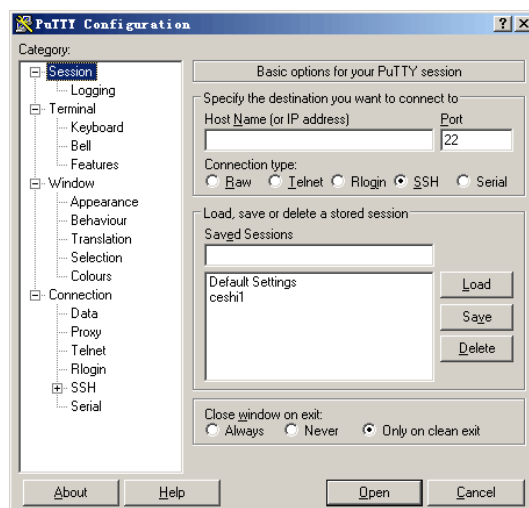 PuTTY Configuration
Category:
Session
Logging
Terminal
Keyboard
Bell
Features
Window
Appearance
Behaviour
Translation
Selection
Colours
Connection
Data
Proxy
Telnet
Rlogin
SSH
Serial
Basic options for your PuTTY session
Specify the destination you want to connect to
Host Name (or IP address) Port
22
Connection type:
Raw Telnet Rlogin SSH Serial
Load, save or delete a stored session
Saved Sessions
Default Settings
ceshi1
Load
Save
Delete
Close window on exit:
Always Never Only on clean exit
About Help Open Cancel